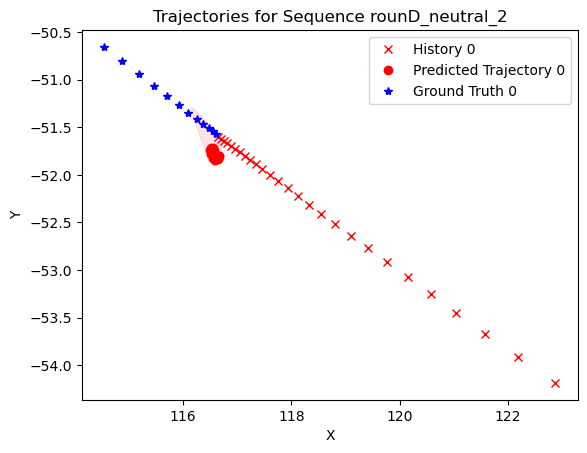 Trajectories for Sequence rounD_neutral_2
History 0
Predicted Trajectory 0
Ground Truth 0
−50.5
−51.0
−51.5
−52.0
−52.5
−53.0
−53.5
−54.0
Y
116
118
120
122
X